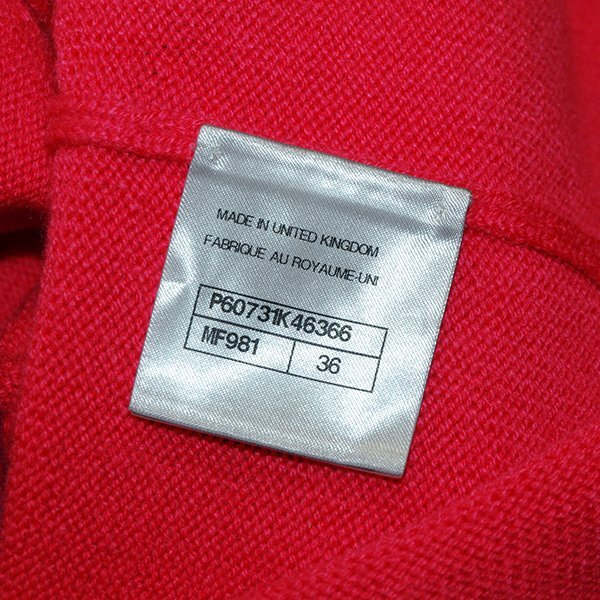 MADE IN UNITED KINGDOM
FABRIQUE AU ROYAUME-UNI
P60731K46366
MF981 36